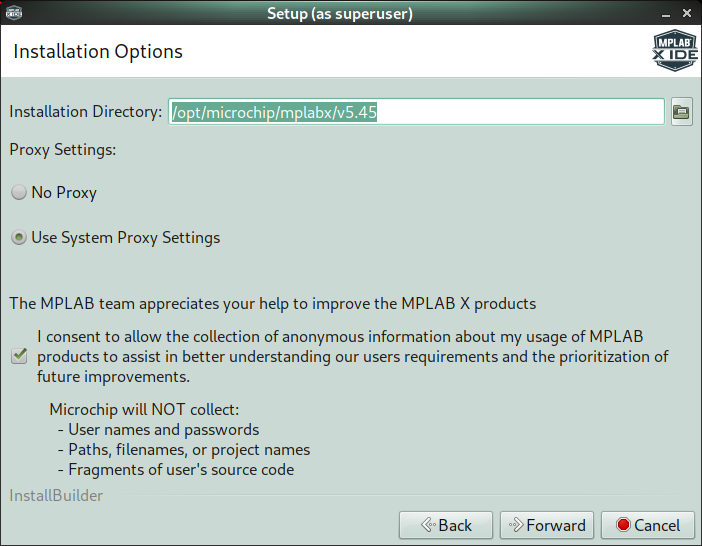 Setup (as superuser)
Installation Options
MPLAB
X IDE
Installation Directory: /opt/microchip/mplabx/v5.45
Proxy Settings:
No Proxy
Use System Proxy Settings
The MPLAB team appreciates your help to improve the MPLAB X products
I consent to allow the collection of anonymous information about my usage of MPLAB
products to assist in better understanding our users requirements and the prioritization of
future improvements.
Microchip will NOT collect:
- User names and passwords
- Paths, filenames, or project names
- Fragments of user's source code
InstallBuilder
Back Forward Cancel